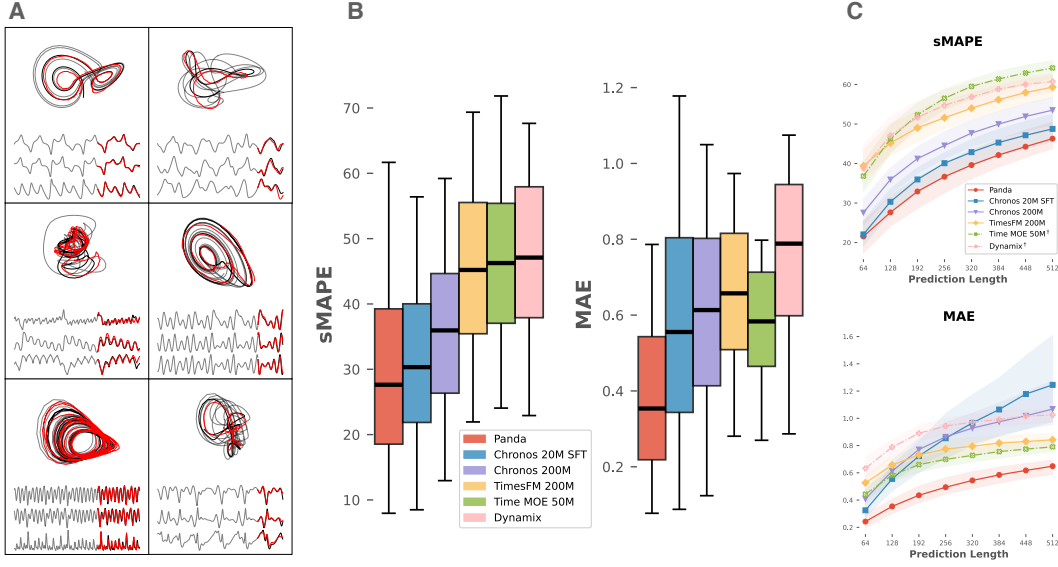 A
B
C
sMAPE
70
60
50
40
30
20
10
MAE
1.2
1.0
0.8
0.6
0.4
0.2
Panda
Chronos 20M SFT
Chronos 200M
TimesFM 200M
Time MOE 50M
Dynamix
sMAPE
60
50
40
30
20
Panda
Chronos 20M SFT
Chronos 200M
TimesFM 200M
Time MOE 50M†
Dynamix†
64 128 192 256 320 384 448 512
Prediction Length
MAE
1.6
1.4
1.2
1.0
0.8
0.6
0.4
0.2
64 128 192 256 320 384 448 512
Prediction Length